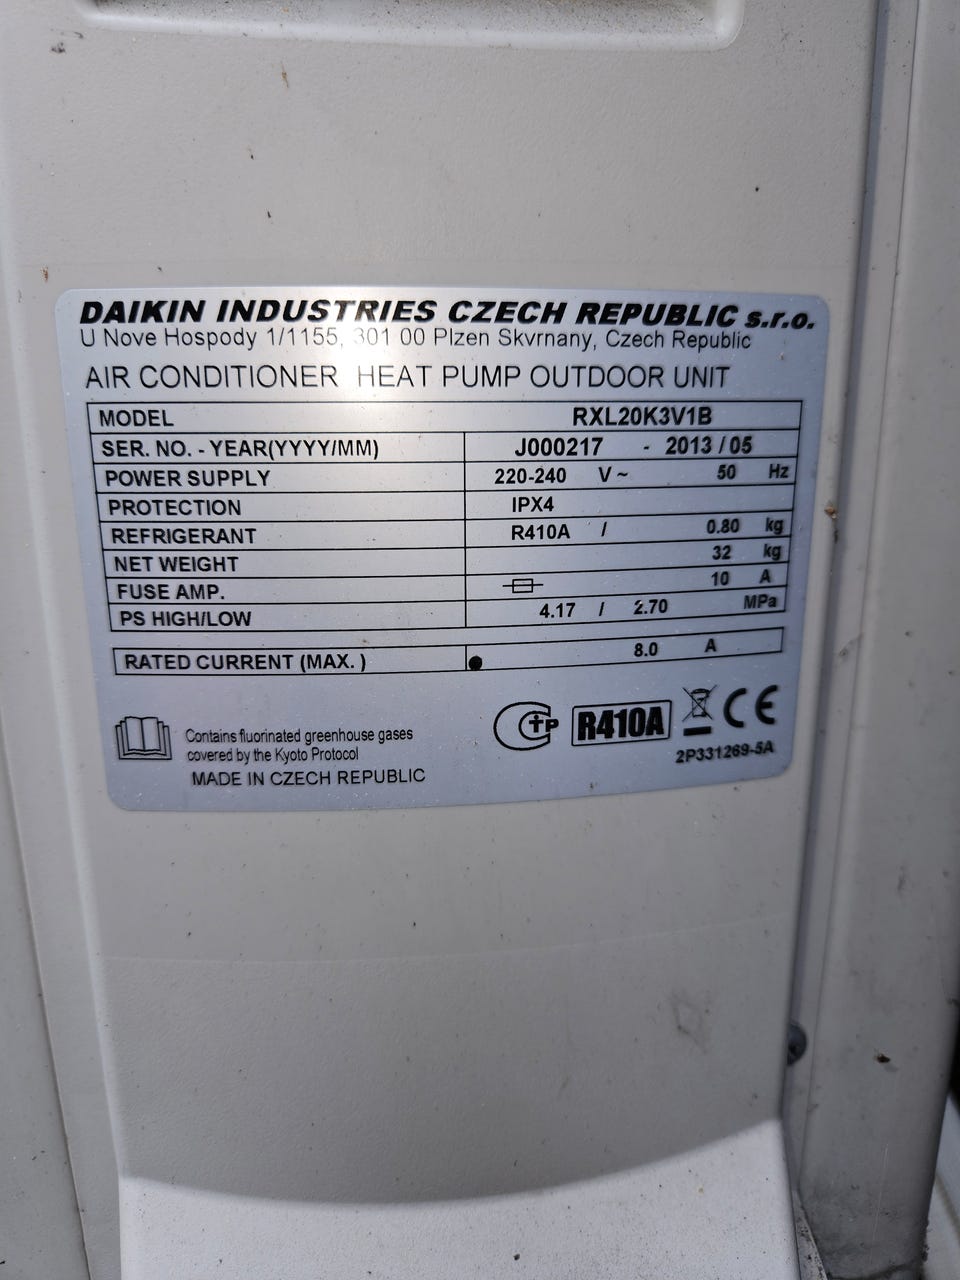 DAIKIN INDUSTRIES CZECH REPUBLIC s.r.o.
U Nove Hospody 1/1155, 301 00 Plzen Skvrnany, Czech Republic
AIR CONDITIONER HEAT PUMP OUTDOOR UNIT
MODEL RXL20K3V1B
SER. NO. - YEAR(YYYY/MM) J000217 - 2013 / 05
POWER SUPPLY 220-240 V ~ 50 Hz
PROTECTION IPX4
REFRIGERANT R410A / 0.80 kg
NET WEIGHT 32 kg
FUSE AMP. 10 A
PS HIGH/LOW 4.17 / 2.70 MPa
RATED CURRENT (MAX. ) 8.0 A
Contains fluorinated greenhouse gases
covered by the Kyoto Protocol
MADE IN CZECH REPUBLIC
R410A CE
2P331269-5A